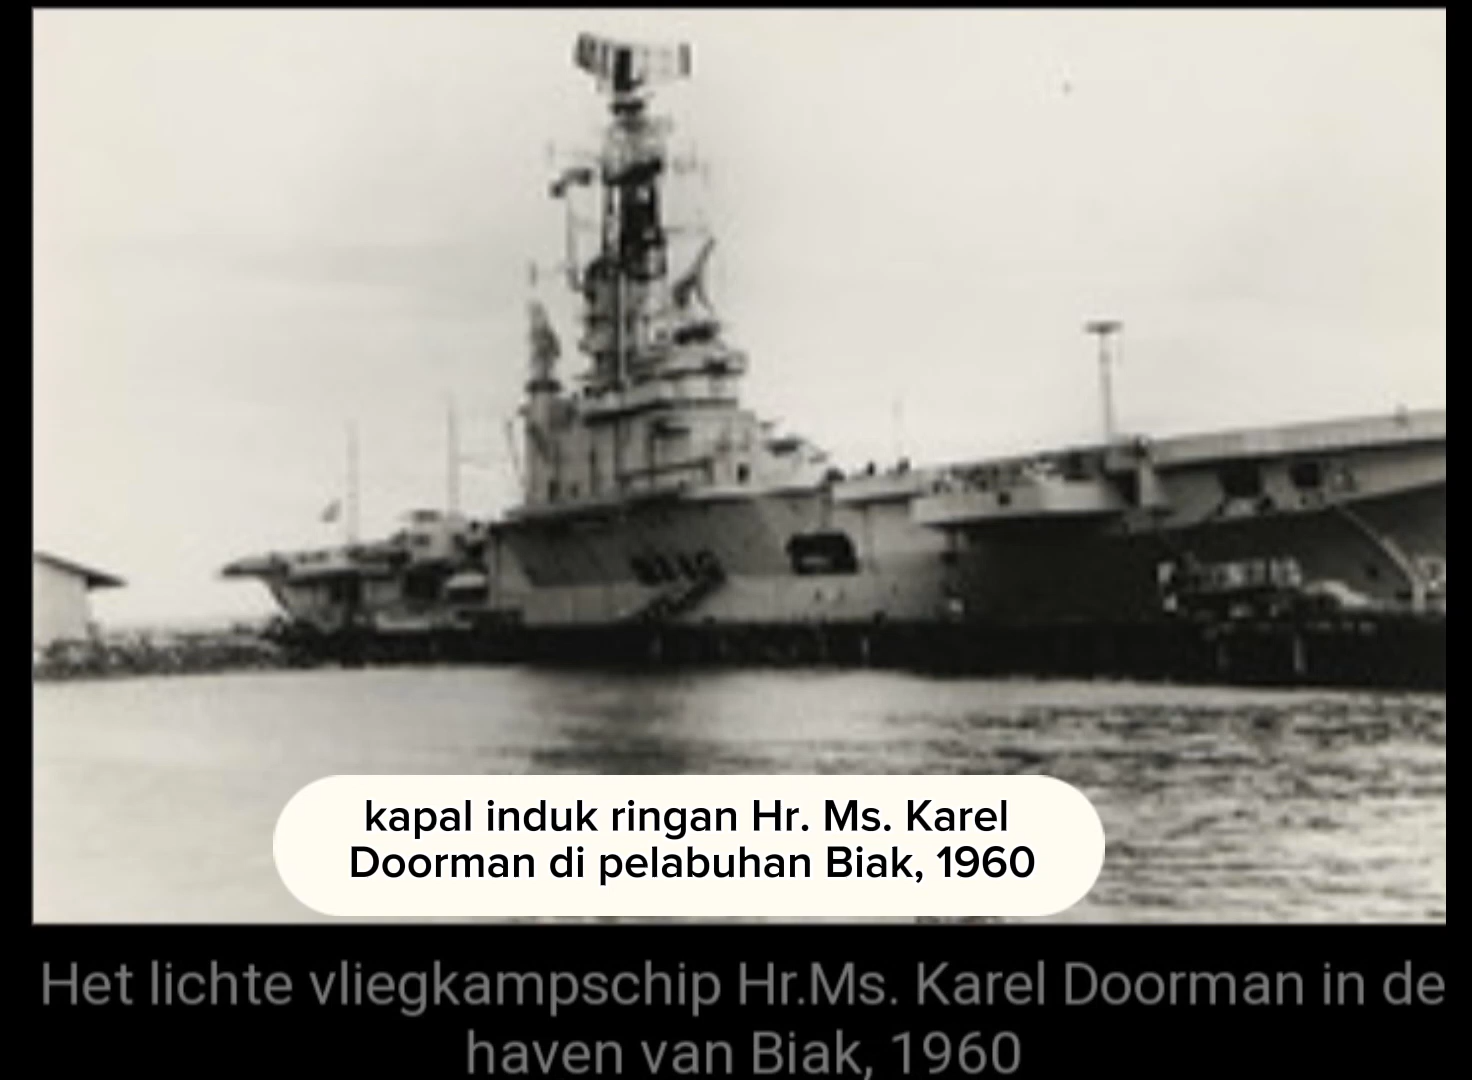 kapal induk ringan Hr. Ms. Karel
Doorman di pelabuhan Biak, 1960
Het lichte vliegkampschip Hr.Ms. Karel Doorman in de
haven van Biak, 1960